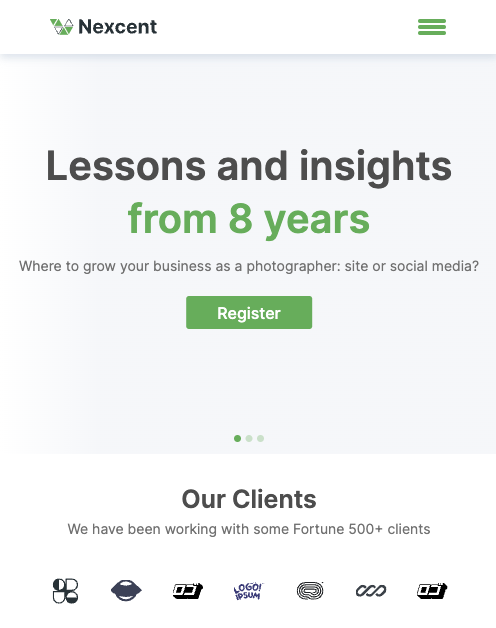 Nexcent
Lessons and insights
from 8 years
Where to grow your business as a photographer: site or social media?
Register
Our Clients
We have been working with some Fortune 500+ clients
LOGO!
IPSUM